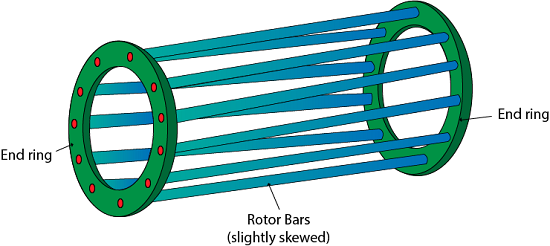 End ring
End ring
Rotor Bars
(slightly skewed)